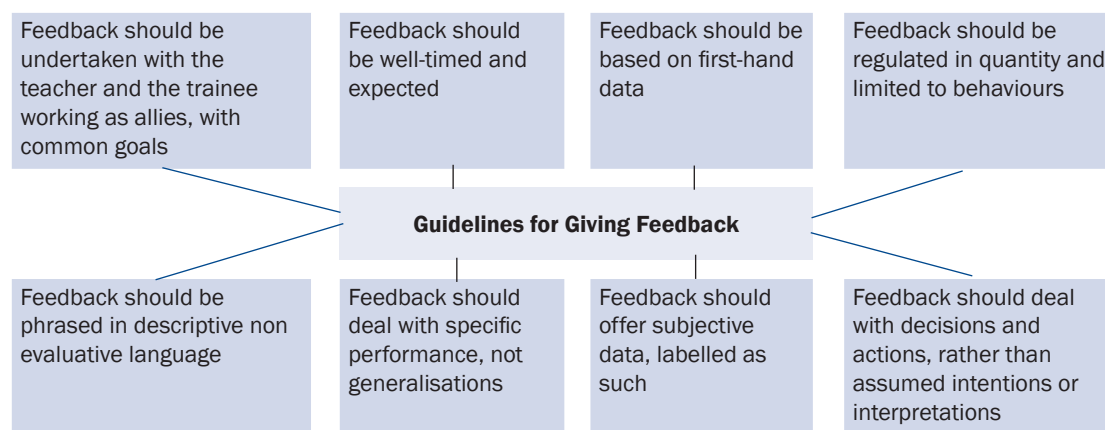 Feedback should be
undertaken with the
teacher and the trainee
working as allies, with
common goals
Feedback should
be well-timed and
expected
Feedback should be
based on first-hand
data
Feedback should be
regulated in quantity and
limited to behaviours
Guidelines for Giving Feedback
Feedback should be
phrased in descriptive non
evaluative language
Feedback should
deal with specific
performance, not
generalisations
Feedback should
offer subjective
data, labelled as
such
Feedback should deal
with decisions and
actions, rather than
assumed intentions or
interpretations